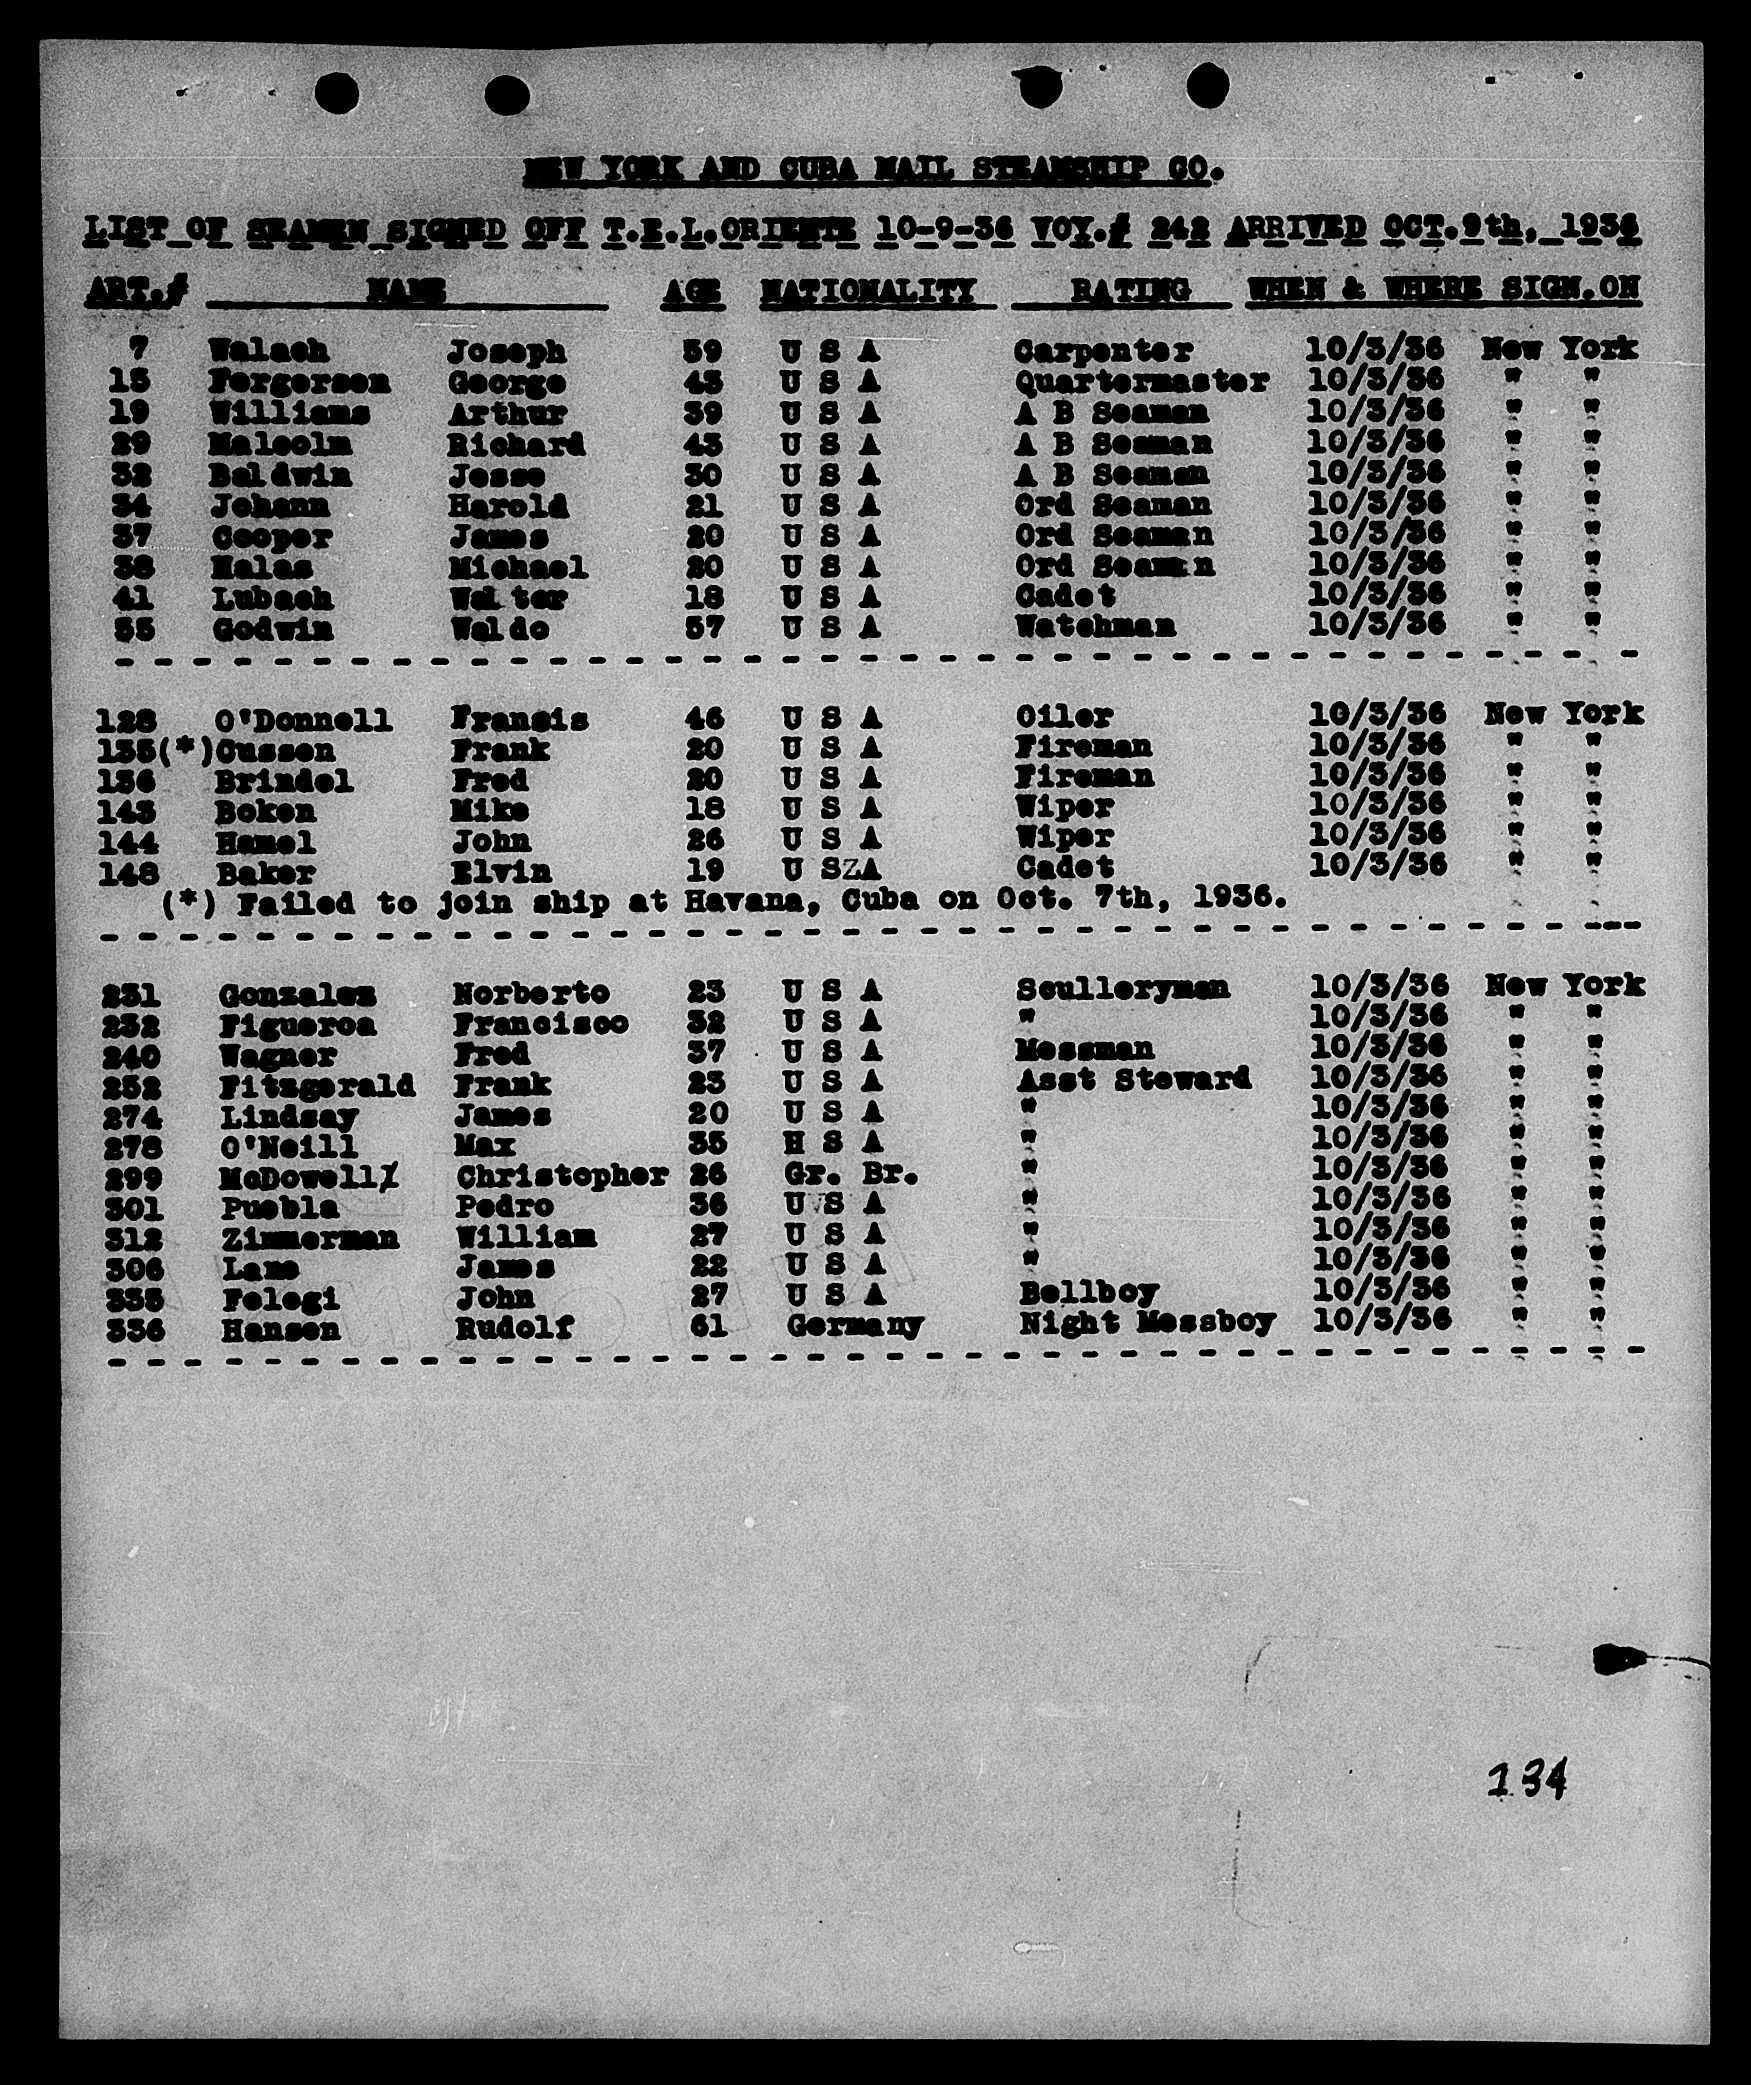 NEW YORK AND CUBA MAIL STEAMSHIP CO.
LIST OF SEAMEN SIGNED OFF T.E.L.ORIENTE 10-9-36 VOY.# 242 ARRIVED OCT.9th, 1936
ART.# NAME AGE NATIONALITY RATING WHEN & WHERE SIGN.ON
7 Walach Joseph 39 U S A Carpenter 10/3/36 New York
15 Fergersen George 43 U S A Quartermaster 10/3/36 " "
19 Williams Arthur 39 U S A A B Seaman 10/3/36 " "
29 Malcolm Richard 43 U S A A B Seaman 10/3/36 " "
32 Baldwin Jesse 30 U S A A B Seaman 10/3/36 " "
34 Johann Harold 21 U S A Ord Seaman 10/3/36 " "
37 Cooper James 20 U S A Ord Seaman 10/3/36 " "
38 Halas Michael 20 U S A Ord Seaman 10/3/36 " "
41 Lubach Walter 18 U S A Cadet 10/3/36 " "
55 Godwin Waldo 57 U S A Watchman 10/3/36 " "
128 O'Donnell Francis 46 U S A Oiler 10/3/36 New York
135(*)Cussen Frank 20 U S A Fireman 10/3/36 " "
136 Brindel Fred 20 U S A Fireman 10/3/36 " "
143 Boken Mike 18 U S A Wiper 10/3/36 " "
144 Hamel John 26 U S A Wiper 10/3/36 " "
148 Baker Elvin 19 U SZA Cadet 10/3/36 " "
(*) Failed to join ship at Havana, Cuba on Oct. 7th, 1936.
231 Gonzalez Norberto 23 U S A Scullerymen 10/3/36 New York
232 Figueroa Francisco 32 U S A " 10/3/36 " "
240 Wagner Fred 37 U S A Messman 10/3/36 " "
252 Fitzgerald Frank 23 U S A Asst Steward 10/3/36 " "
274 Lindsay James 20 U S A " 10/3/36 " "
278 O'Neill Max 35 H S A " 10/3/36 " "
299 McDowell Christopher 26 Gr. Br. " 10/3/36 " "
301 Puebla Pedro 36 U S A " 10/3/36 " "
312 Zimmerman William 27 U S A " 10/3/36 " "
306 Lane James 22 U S A " 10/3/36 " "
335 Felegi John 27 U S A Bellboy 10/3/36 " "
336 Hansen Rudolf 61 Germany Night Messboy 10/3/36 " "
134